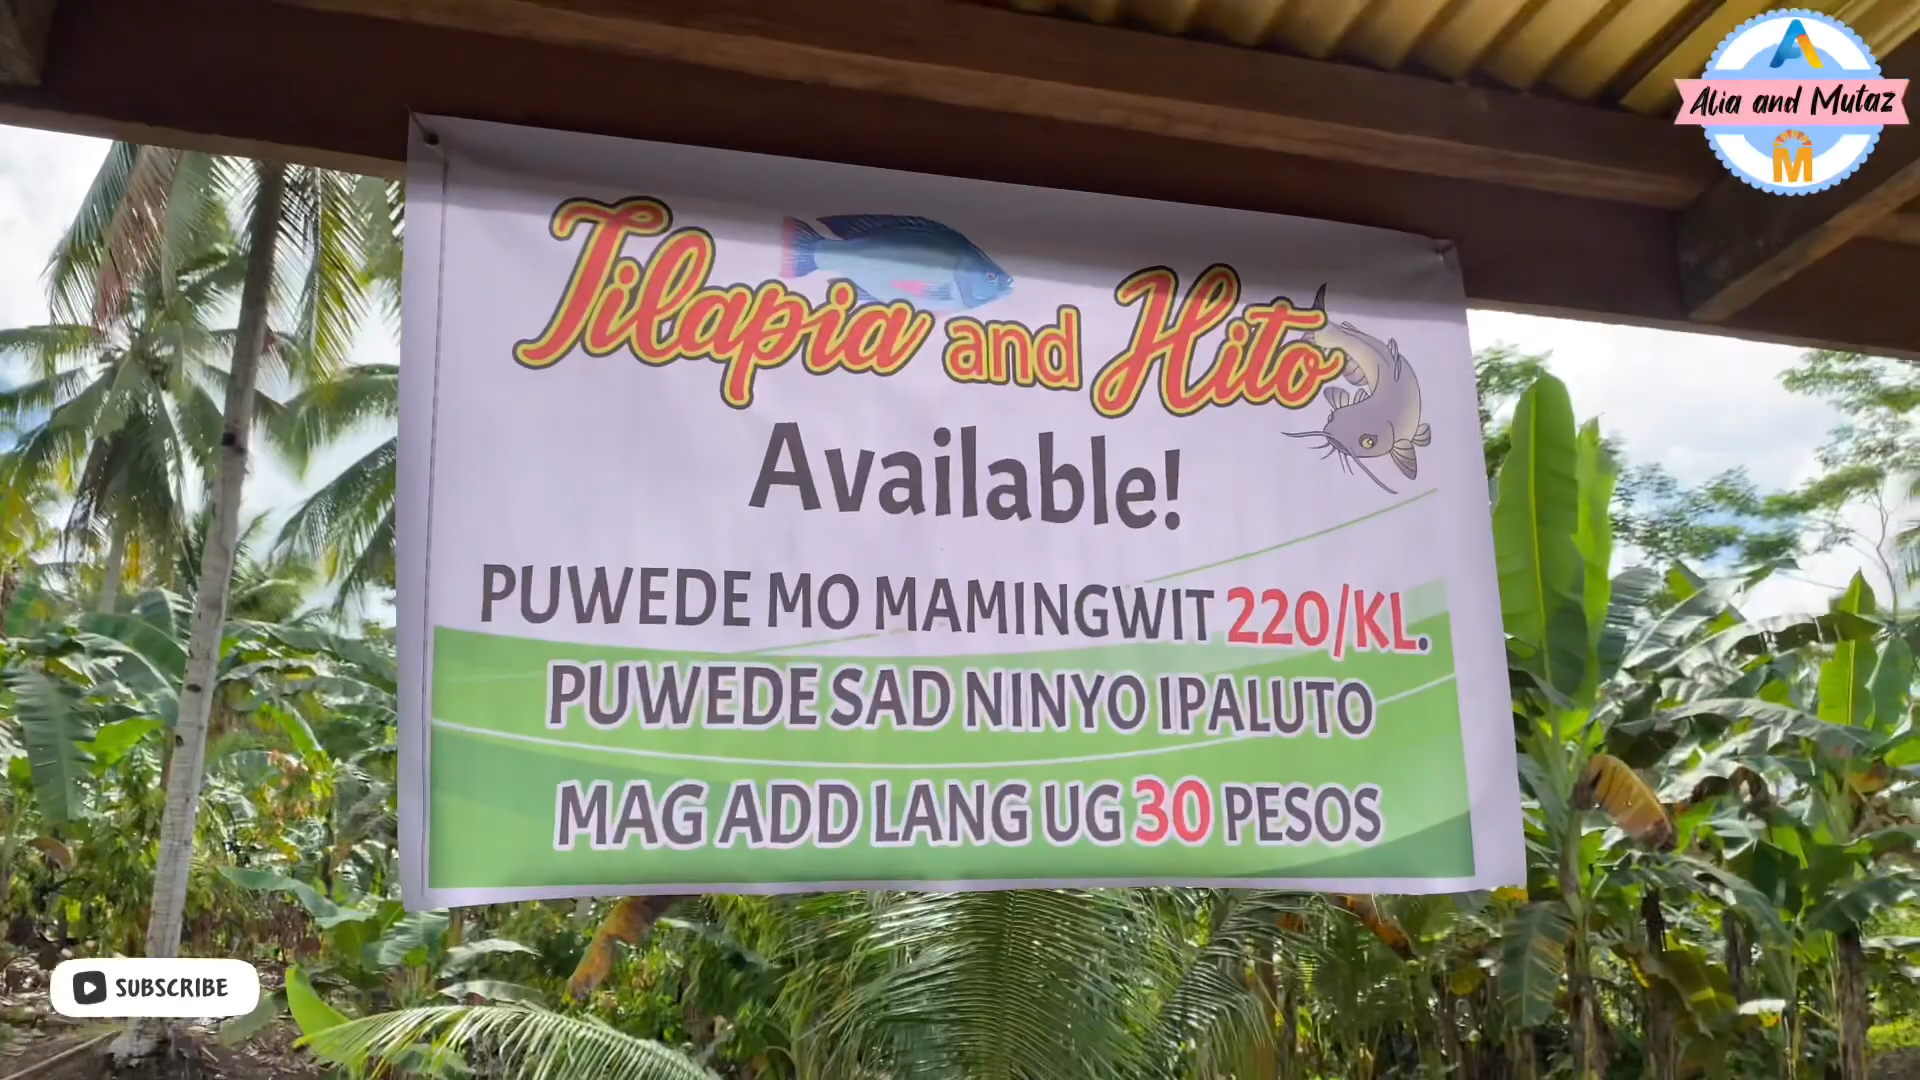 A
Alia and Mutaz
M
Tilapia and Hito
Available!
PUWEDE MO MAMINGWIT 220/KL.
PUWEDE SAD NINYO IPALUTO
MAG ADD LANG UG 30 PESOS
SUBSCRIBE